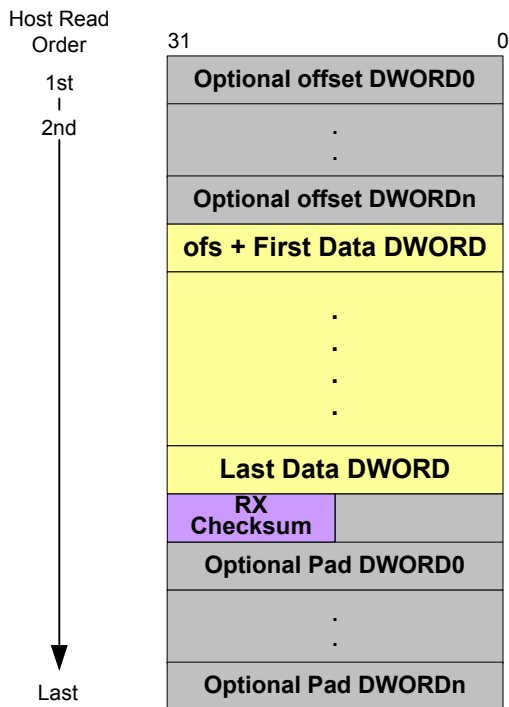 Host Read
Order
31
0
1st
Optional offset DWORD0
2nd
.
.
Optional offset DWORDn
ofs + First Data DWORD
.
.
.
.
Last Data DWORD
RX
Checksum
Optional Pad DWORD0
.
.
Optional Pad DWORDn
Last